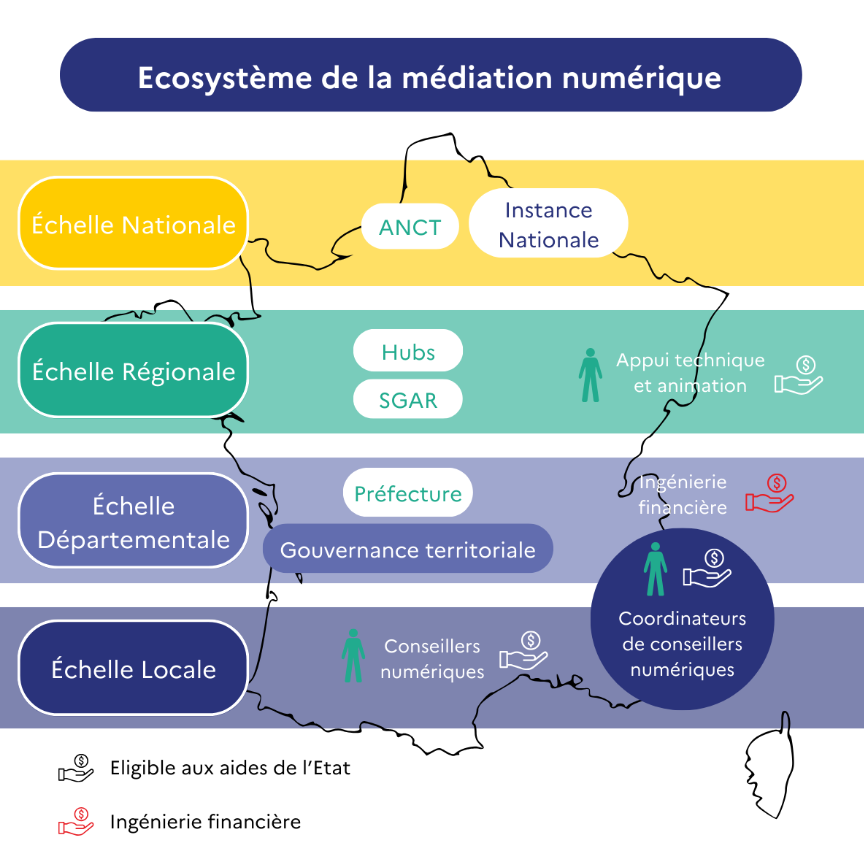 Ecosystème de la médiation numérique
Échelle Nationale
ANCT
Instance
Nationale
Échelle Régionale
Hubs
SGAR
Appui technique
et animation
Échelle
Départementale
Préfecture
Gouvernance territoriale
Ingénierie
financière
Coordinateurs
de conseillers
numériques
Échelle Locale
Conseillers
numériques
Eligible aux aides de l'Etat
Ingénierie financière